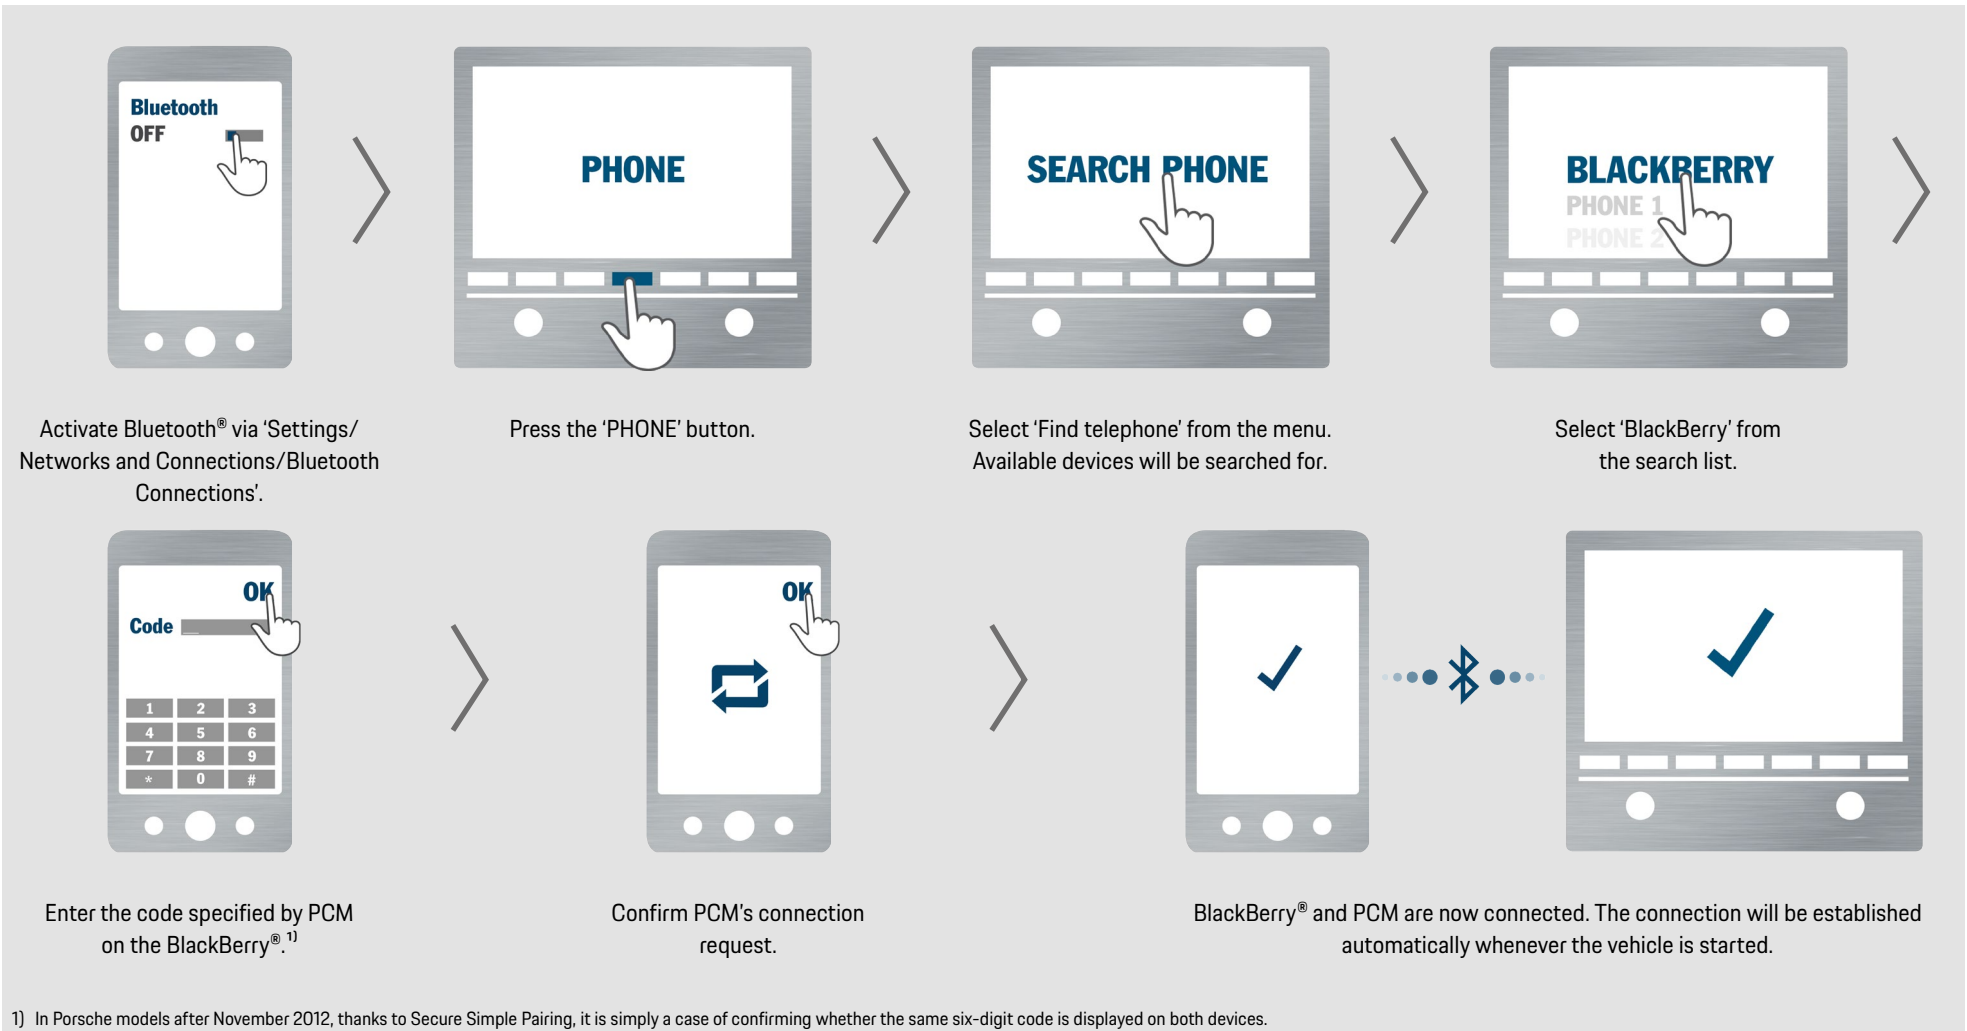 Bluetooth
OFF
PHONE
SEARCH PHONE
BLACKBERRY
PHONE 1
PHONE 2
Activate Bluetooth® via ‘Settings/
Networks and Connections/Bluetooth
Connections’.
Press the ‘PHONE’ button.
Select ‘Find telephone’ from the menu.
Available devices will be searched for.
Select ‘BlackBerry’ from
the search list.
OK
Code
1 2 3
4 5 6
7 8 9
* 0 #
OK
Enter the code specified by PCM
on the BlackBerry®.1)
Confirm PCM’s connection
request.
BlackBerry® and PCM are now connected. The connection will be established
automatically whenever the vehicle is started.
1) In Porsche models after November 2012, thanks to Secure Simple Pairing, it is simply a case of confirming whether the same six-digit code is displayed on both devices.